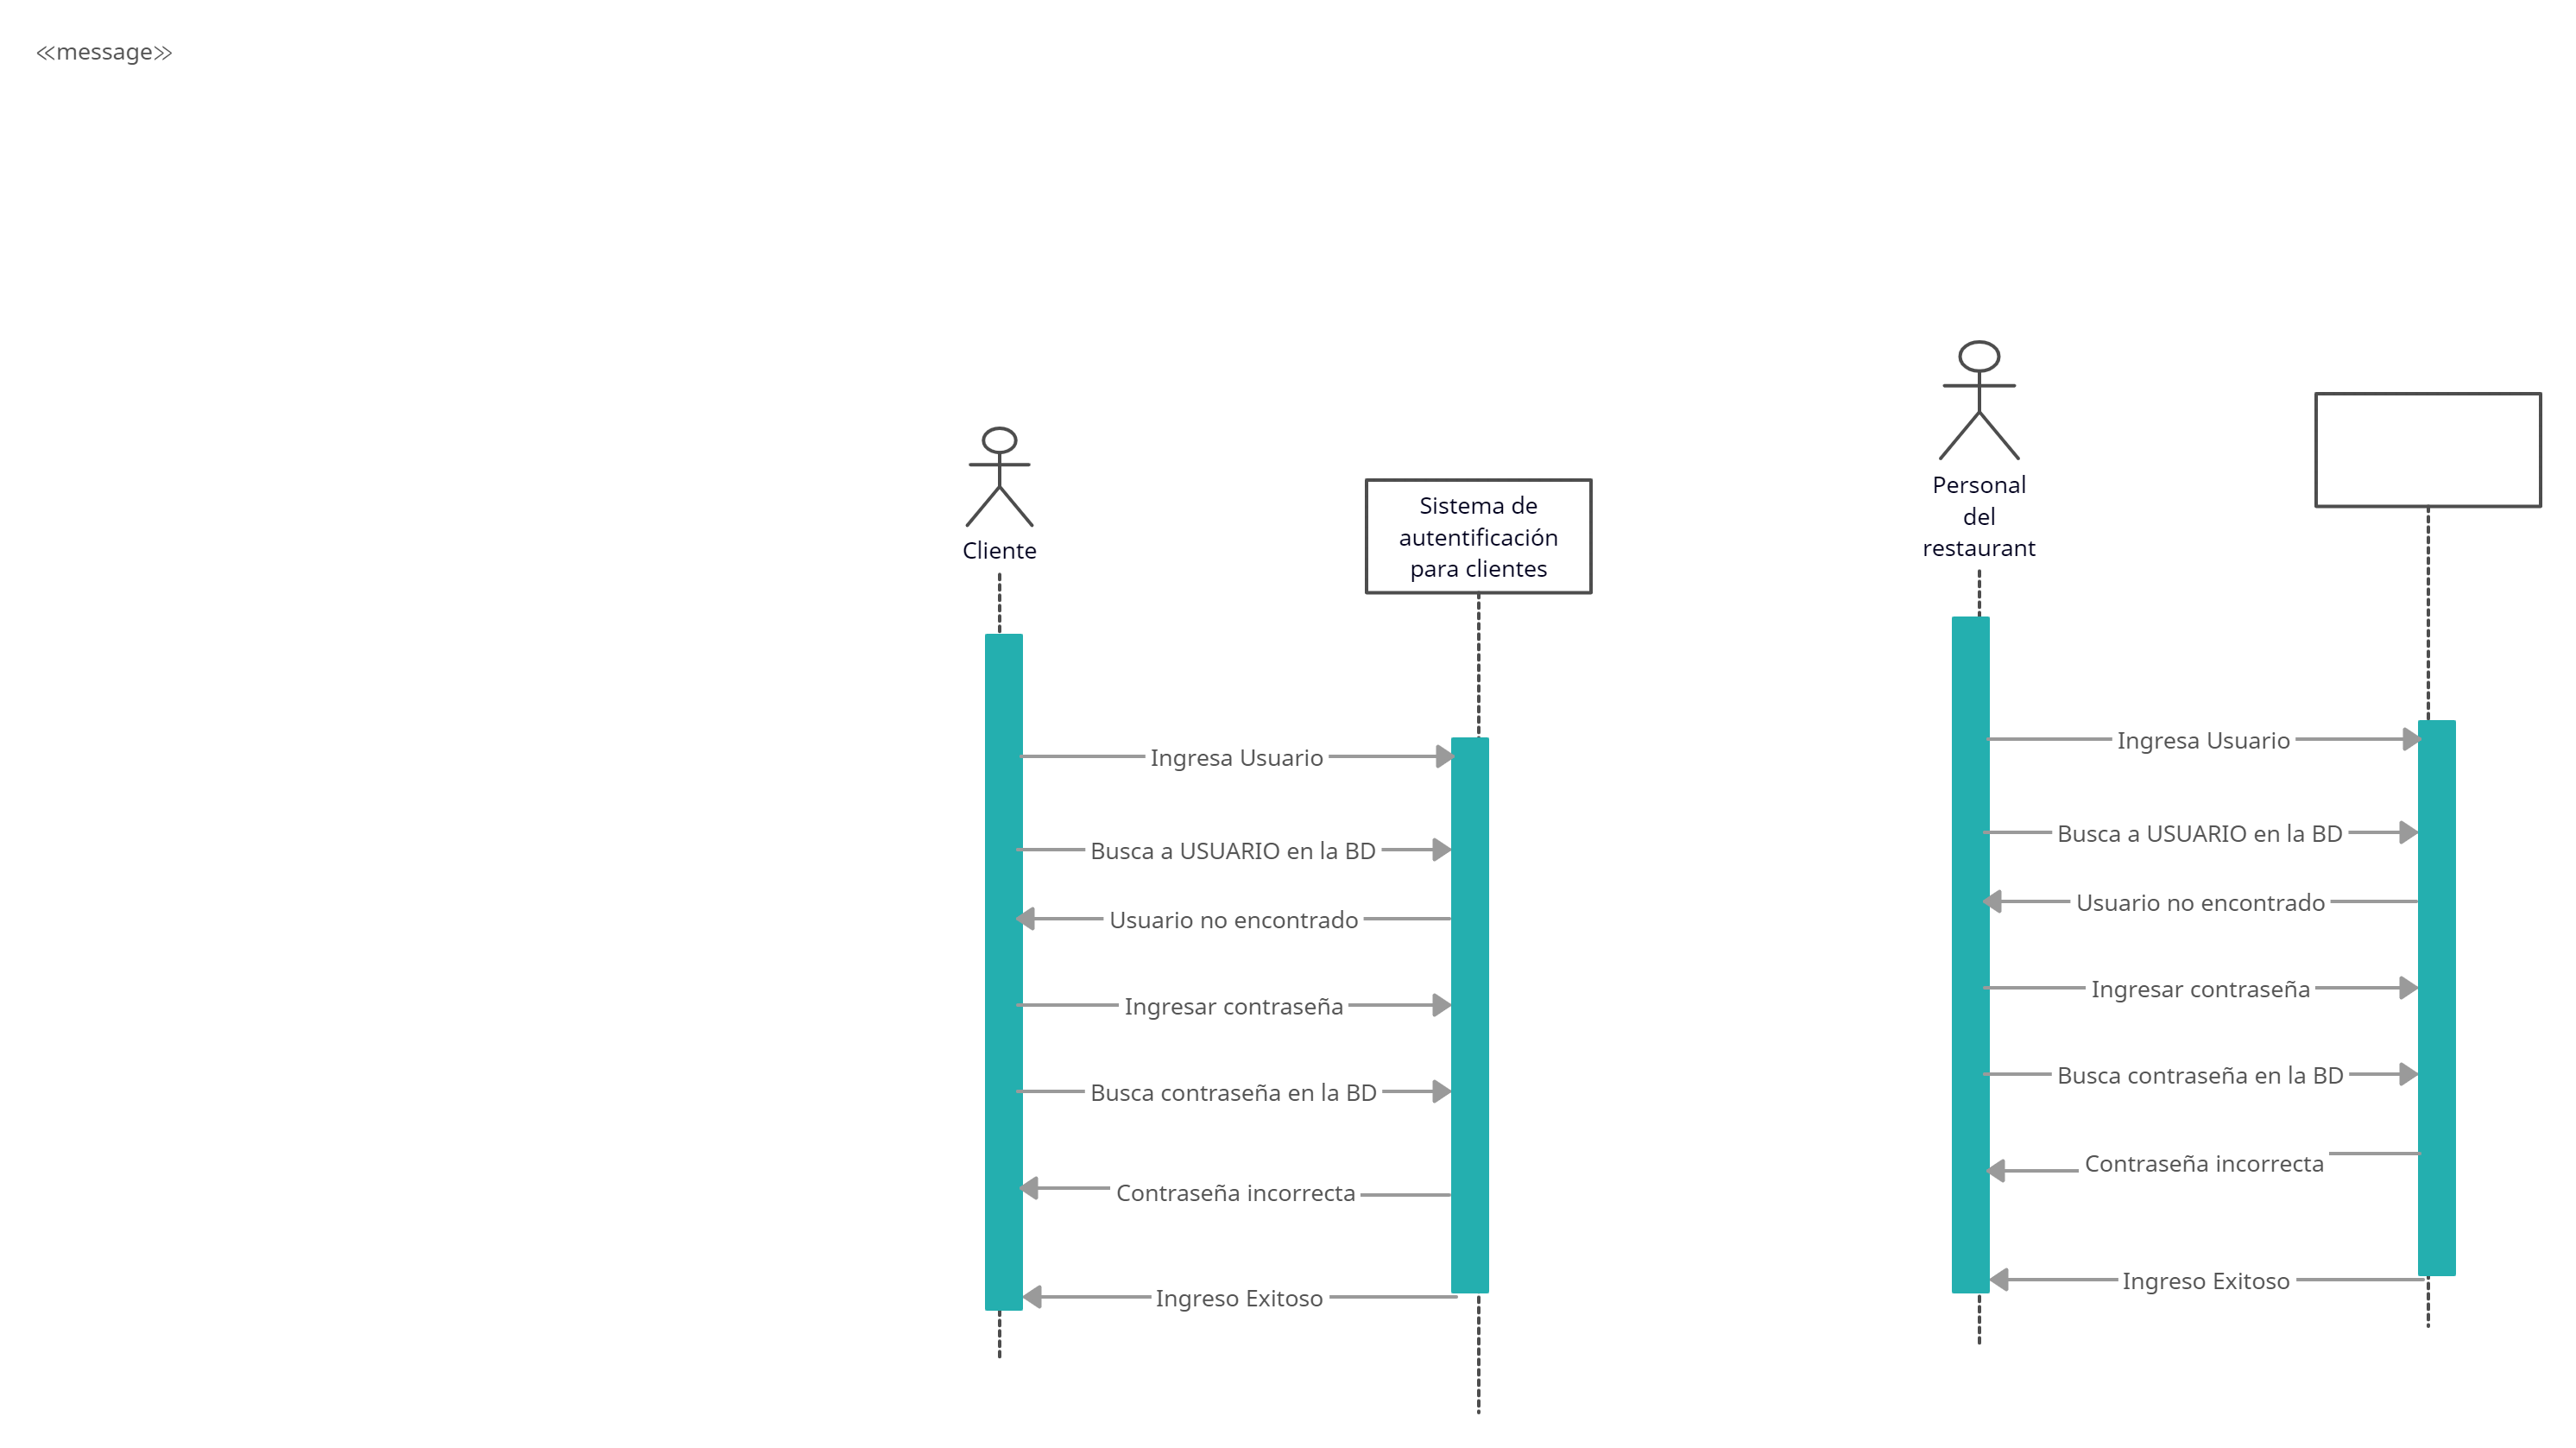 ≪message≫
Cliente
Sistema de
autentificación
para clientes
Ingresa Usuario
Busca a USUARIO en la BD
Usuario no encontrado
Ingresar contraseña
Busca contraseña en la BD
Contraseña incorrecta
Ingreso Exitoso
Personal
del
restaurant
Ingresa Usuario
Busca a USUARIO en la BD
Usuario no encontrado
Ingresar contraseña
Busca contraseña en la BD
Contraseña incorrecta
Ingreso Exitoso